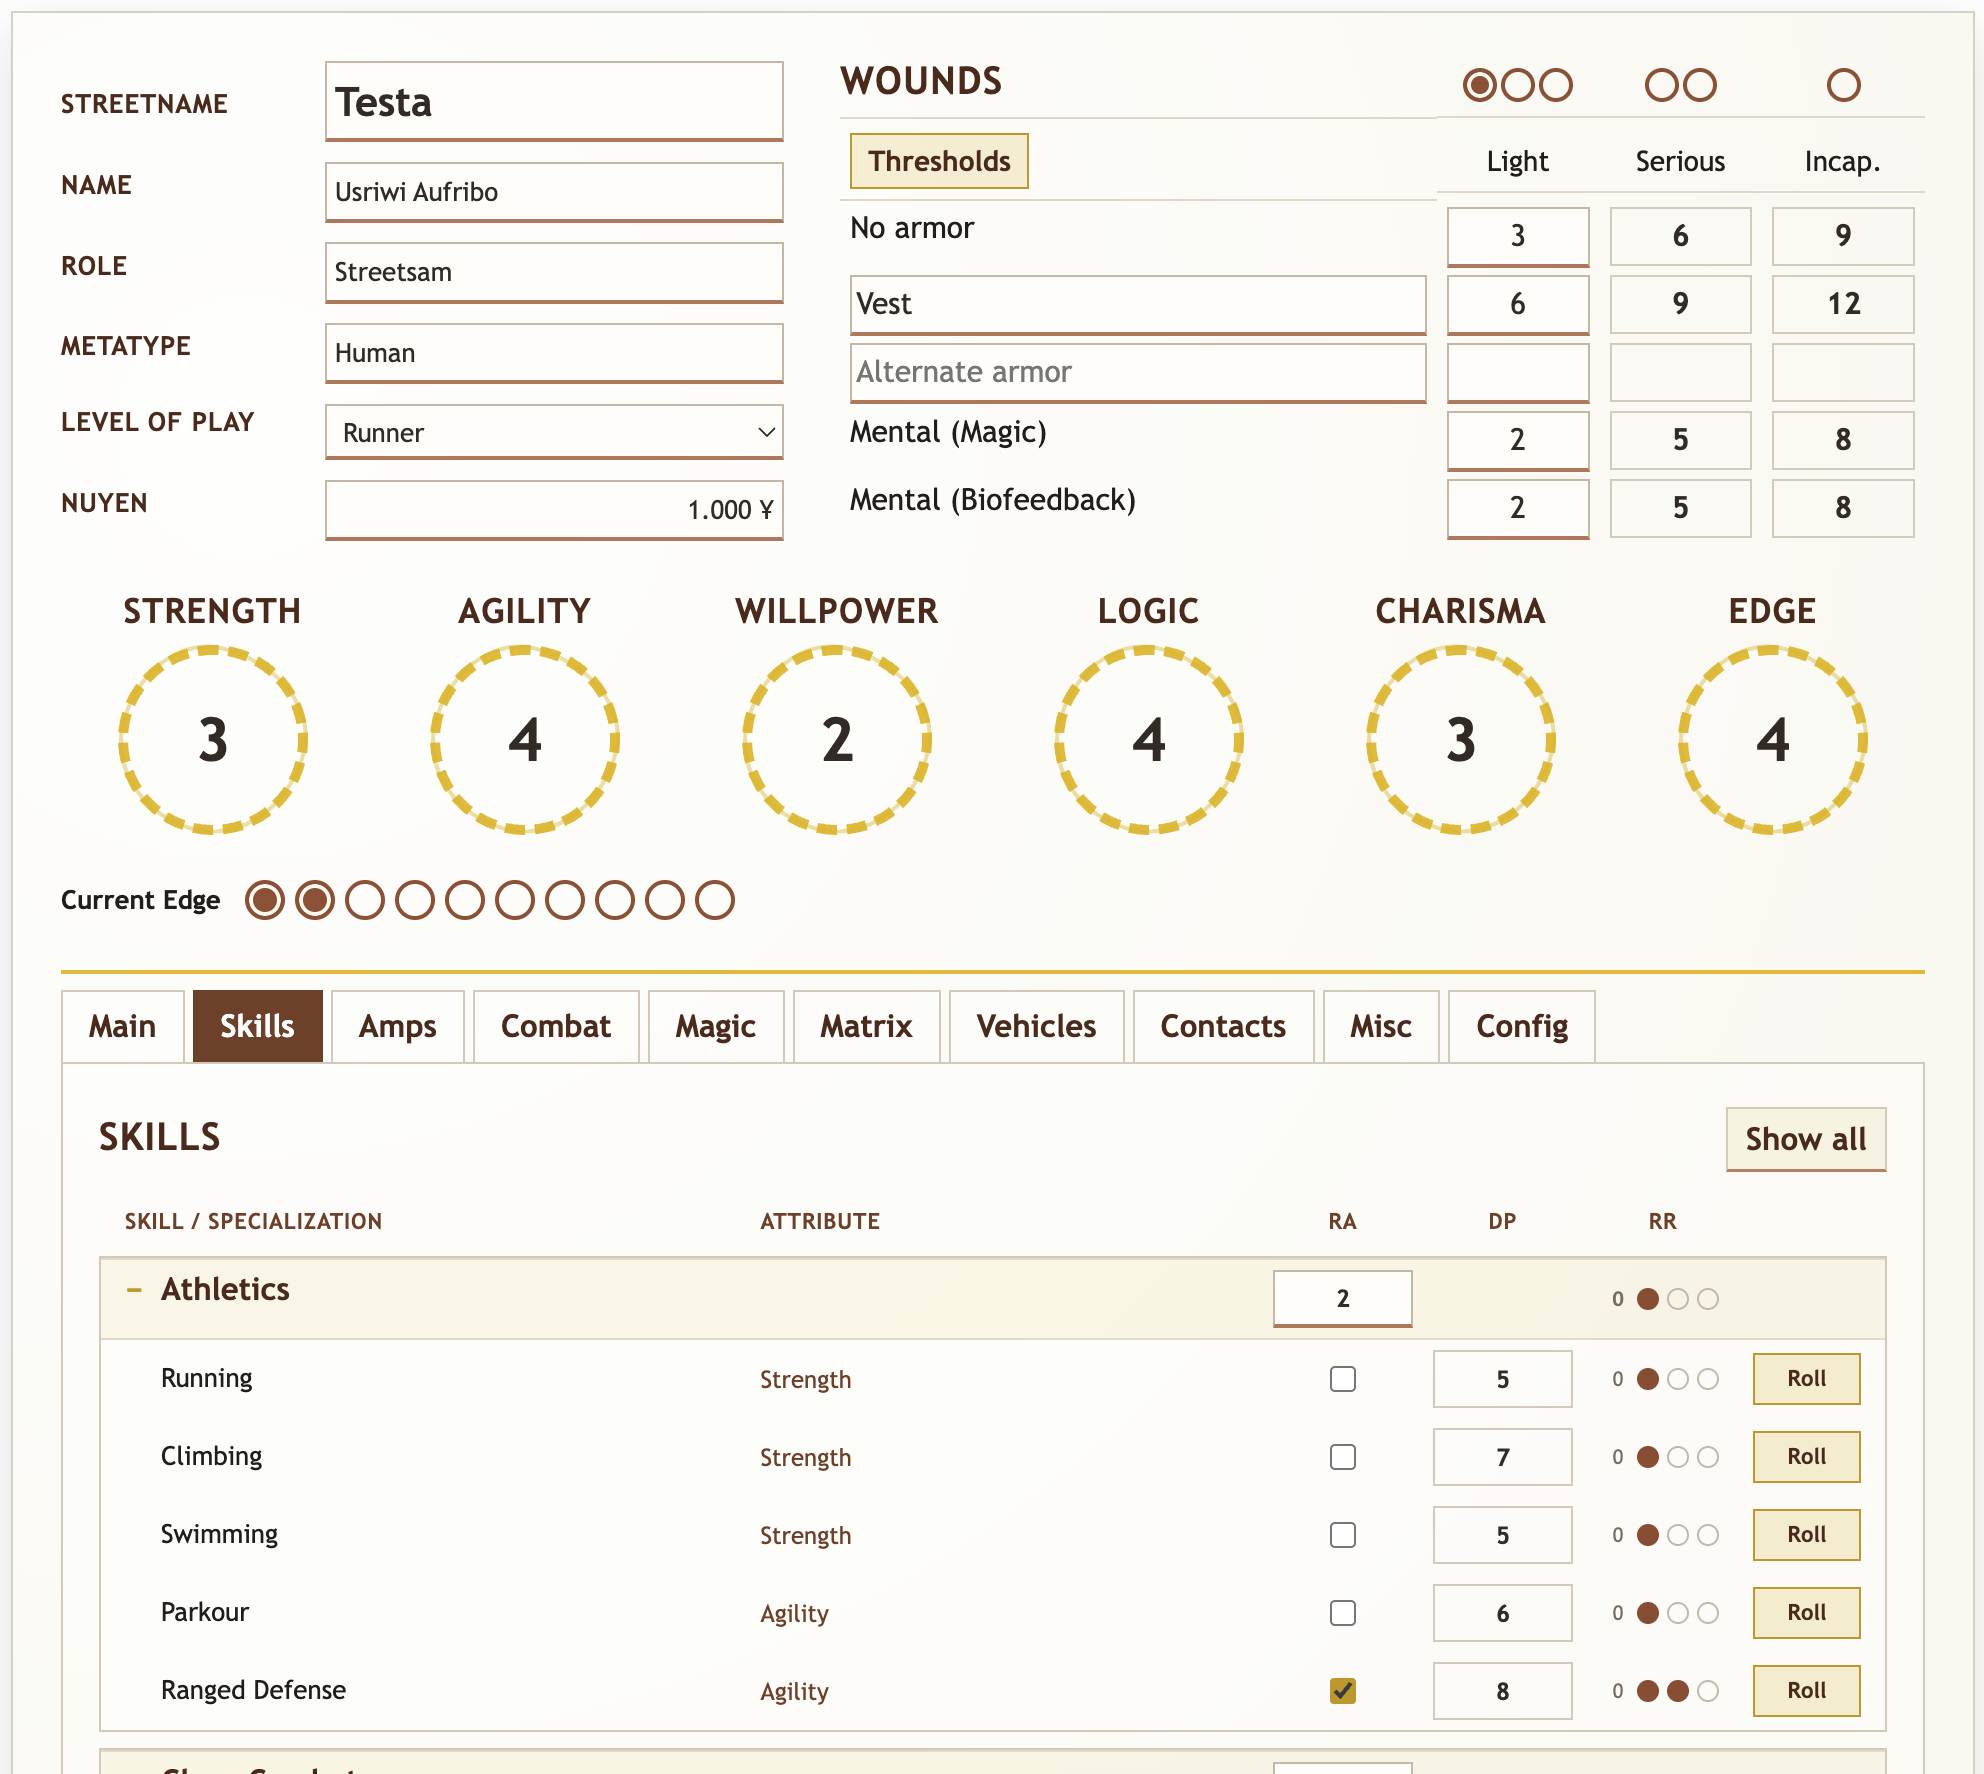 STREETNAME
Testa
NAME
Usriwi Aufribo
ROLE
Streetsam
METATYPE
Human
LEVEL OF PLAY
Runner
NUYEN
1.000 ¥
WOUNDS
Thresholds Light Serious Incap.
No armor 3 6 9
Vest 6 9 12
Alternate armor
Mental (Magic) 2 5 8
Mental (Biofeedback) 2 5 8
STRENGTH AGILITY WILLPOWER LOGIC CHARISMA EDGE
3 4 2 4 3 4
Current Edge
Main Skills Amps Combat Magic Matrix Vehicles Contacts Misc Config
SKILLS Show all
SKILL / SPECIALIZATION ATTRIBUTE RA DP RR
– Athletics 2 0
Running Strength 5 0 Roll
Climbing Strength 7 0 Roll
Swimming Strength 5 0 Roll
Parkour Agility 6 0 Roll
Ranged Defense Agility 8 0 Roll